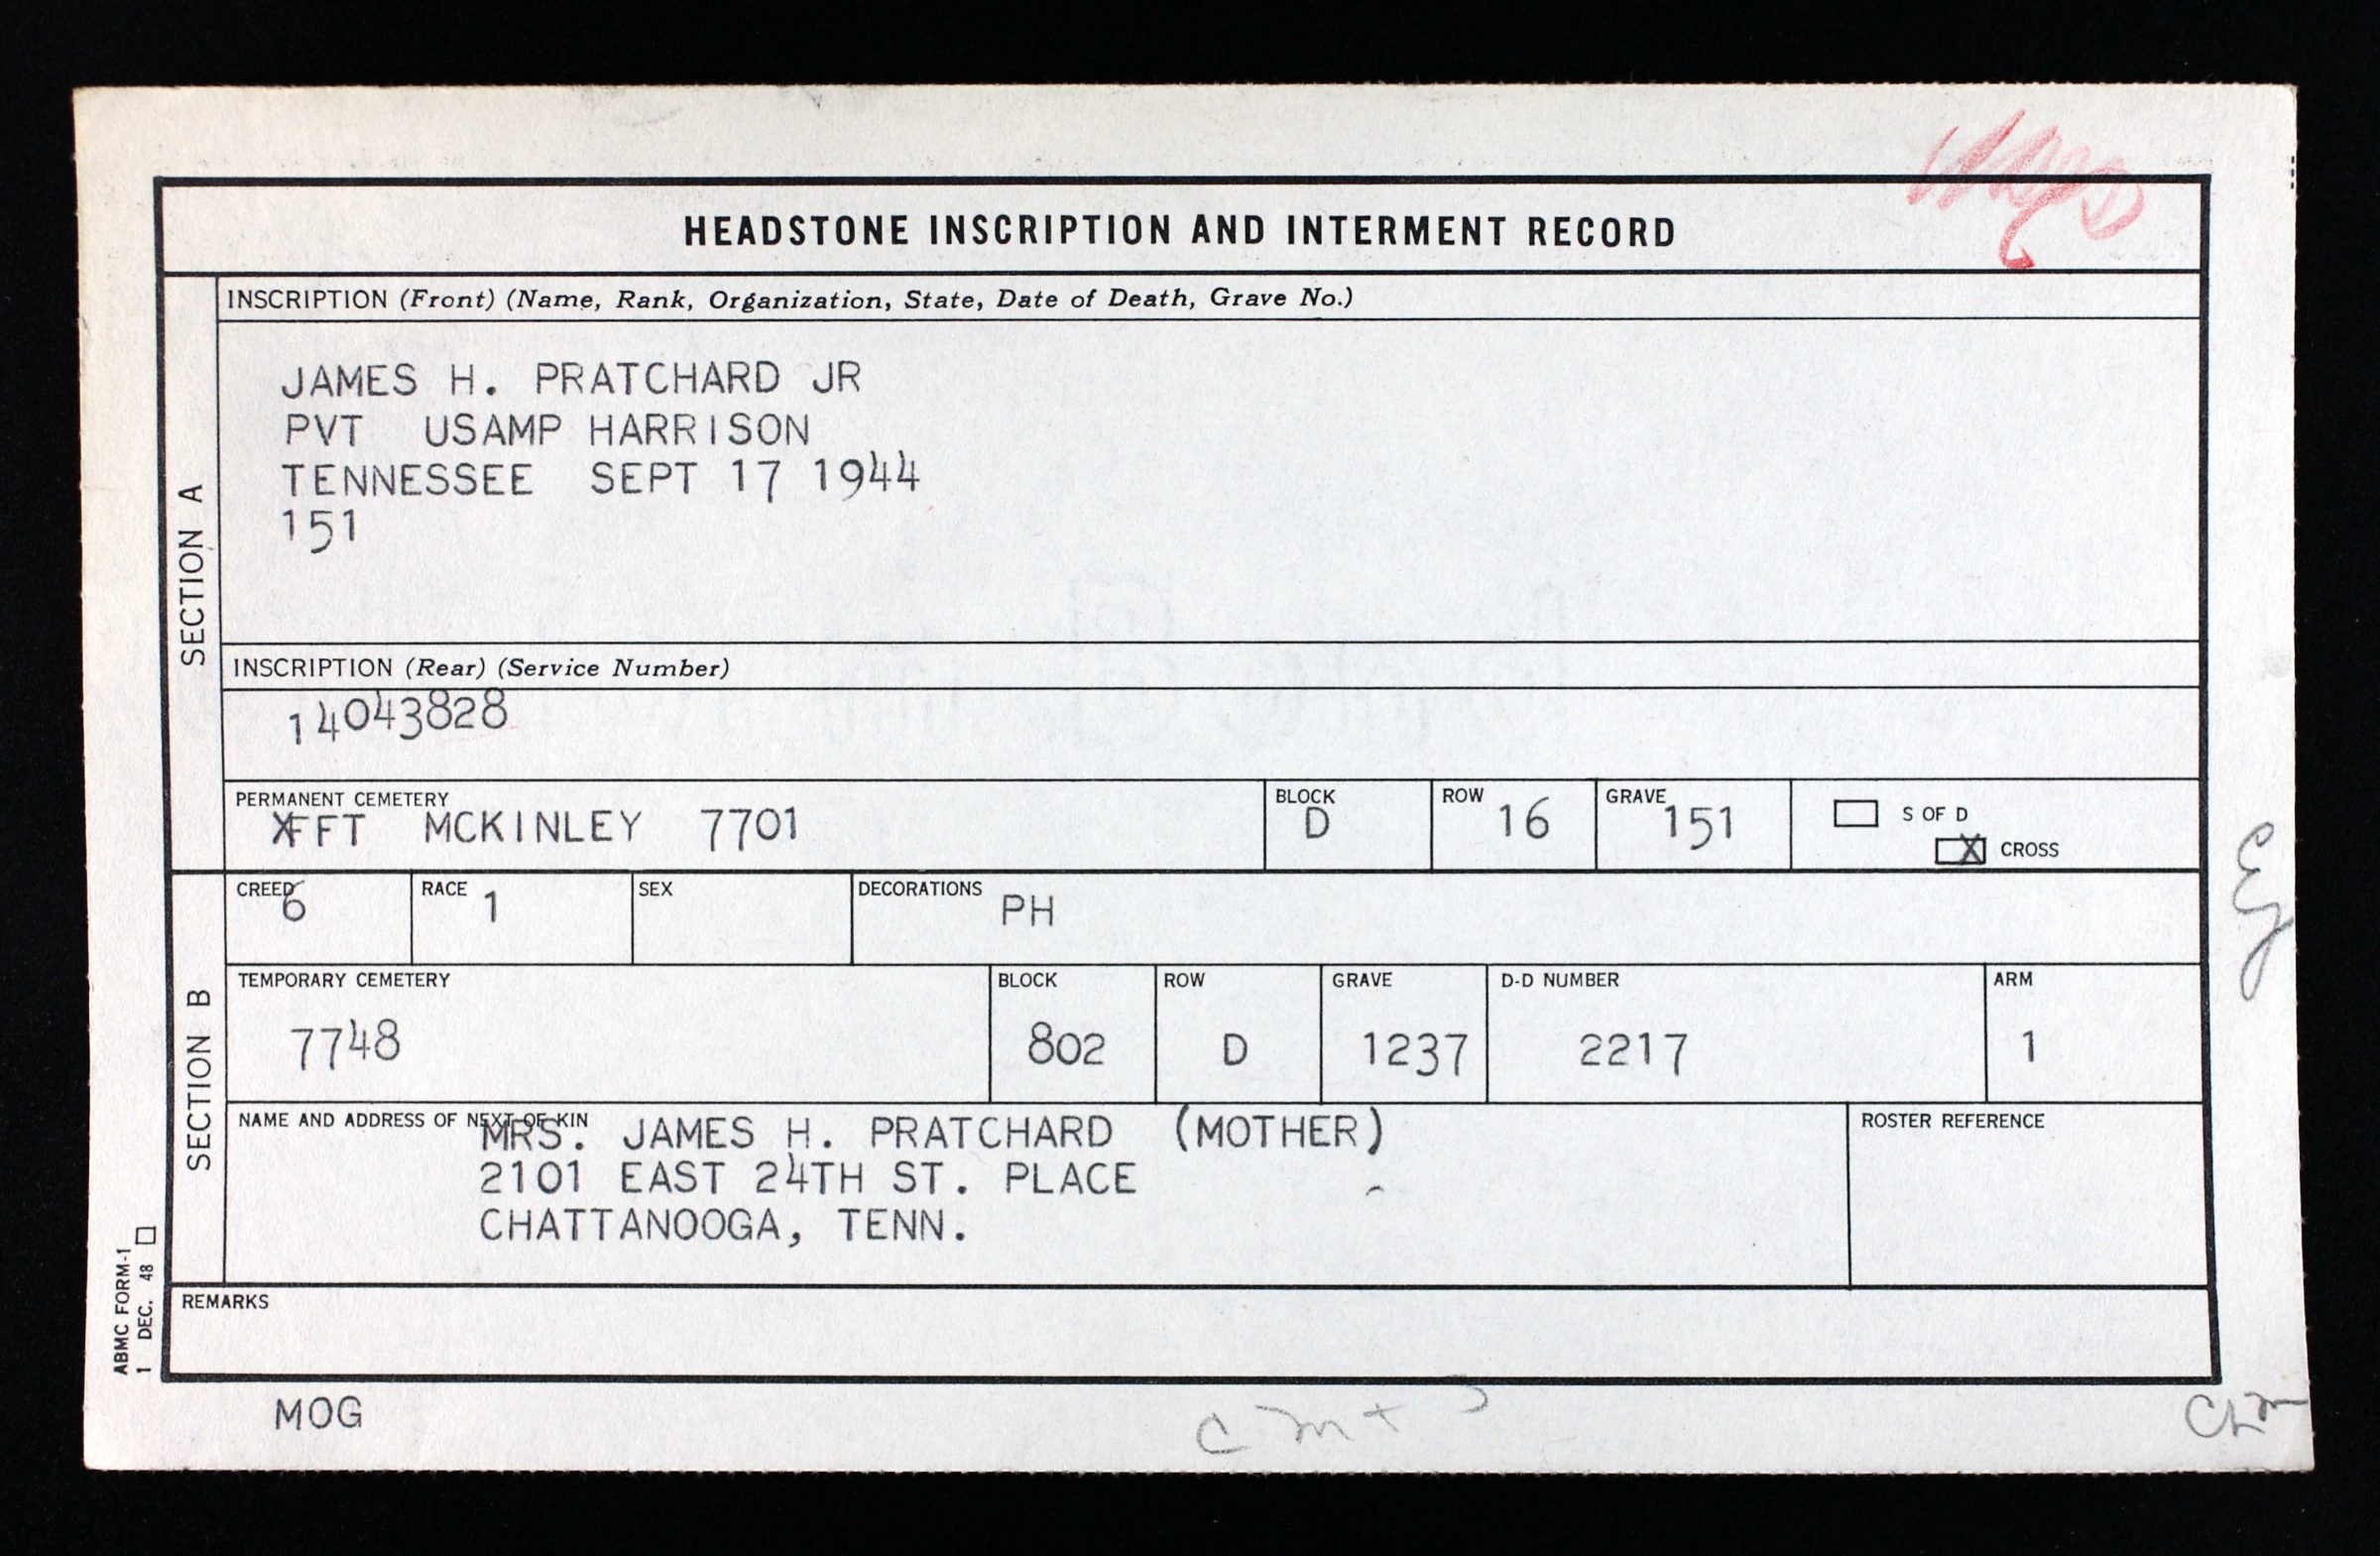 HEADSTONE INSCRIPTION AND INTERMENT RECORD
SECTION A
INSCRIPTION (Front) (Name, Rank, Organization, State, Date of Death, Grave No.)
JAMES H. PRATCHARD JR
PVT USAMP HARRISON
TENNESSEE SEPT 17 1944
151
INSCRIPTION (Rear) (Service Number)
14043828
PERMANENT CEMETERY BLOCK ROW GRAVE
FFT MCKINLEY 7701 D 16 151
S OF D
X CROSS
SECTION B
CREED RACE SEX DECORATIONS
6 1 PH
TEMPORARY CEMETERY BLOCK ROW GRAVE D-D NUMBER ARM
7748 802 D 1237 2217 1
NAME AND ADDRESS OF NEXT OF KIN ROSTER REFERENCE
MRS. JAMES H. PRATCHARD (MOTHER)
2101 EAST 24TH ST. PLACE
CHATTANOOGA, TENN.
REMARKS
ABMC FORM-1
1 DEC. 48
MOG